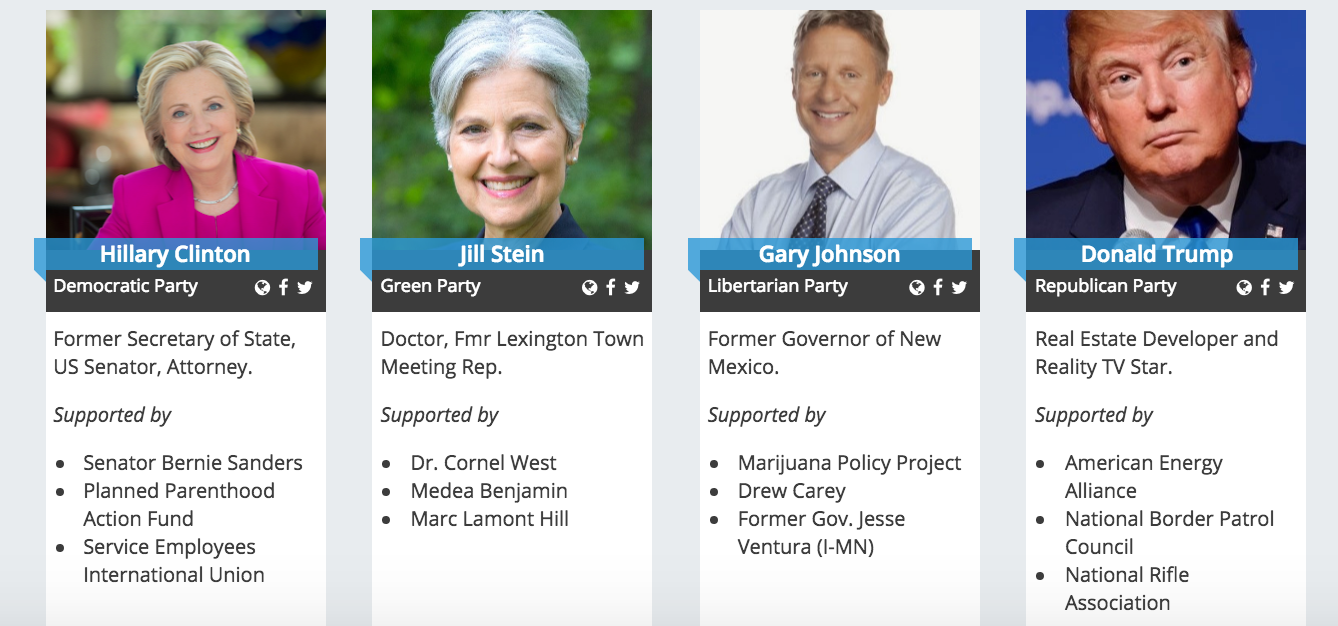 Hillary Clinton
Democratic Party
Former Secretary of State,
US Senator, Attorney.
Supported by
Senator Bernie Sanders
Planned Parenthood
Action Fund
Service Employees
International Union
Jill Stein
Green Party
Doctor, Fmr Lexington Town
Meeting Rep.
Supported by
Dr. Cornel West
Medea Benjamin
Marc Lamont Hill
Gary Johnson
Libertarian Party
Former Governor of New
Mexico.
Supported by
Marijuana Policy Project
Drew Carey
Former Gov. Jesse
Ventura (I-MN)
Donald Trump
Republican Party
Real Estate Developer and
Reality TV Star.
Supported by
American Energy
Alliance
National Border Patrol
Council
National Rifle
Association